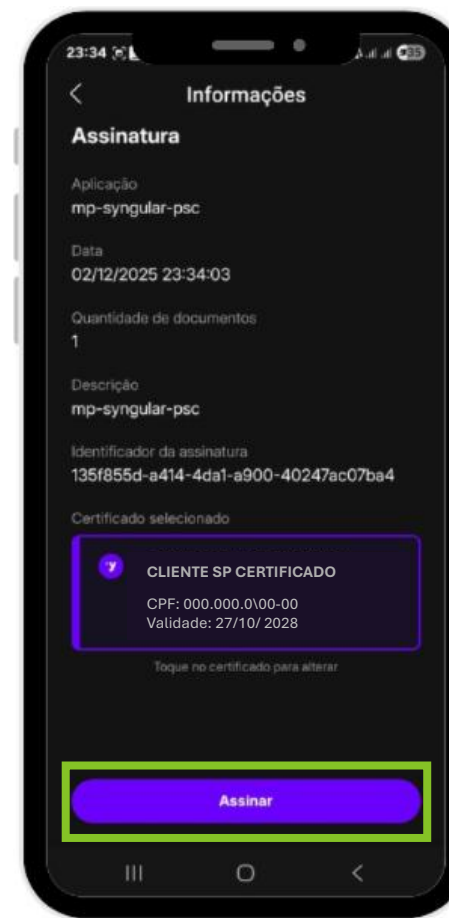 23:34
Informações
Assinatura
Aplicação
mp-syngular-psc
Data
02/12/2025 23:34:03
Quantidade de documentos
1
Descrição
mp-syngular-psc
Identificador da assinatura
135f855d-a414-4da1-a900-40247ac07ba4
Certificado selecionado
CLIENTE SP CERTIFICADO
CPF: 000.000.0\00-00
Validade: 27/10/ 2028
Toque no certificado para alterar
Assinar